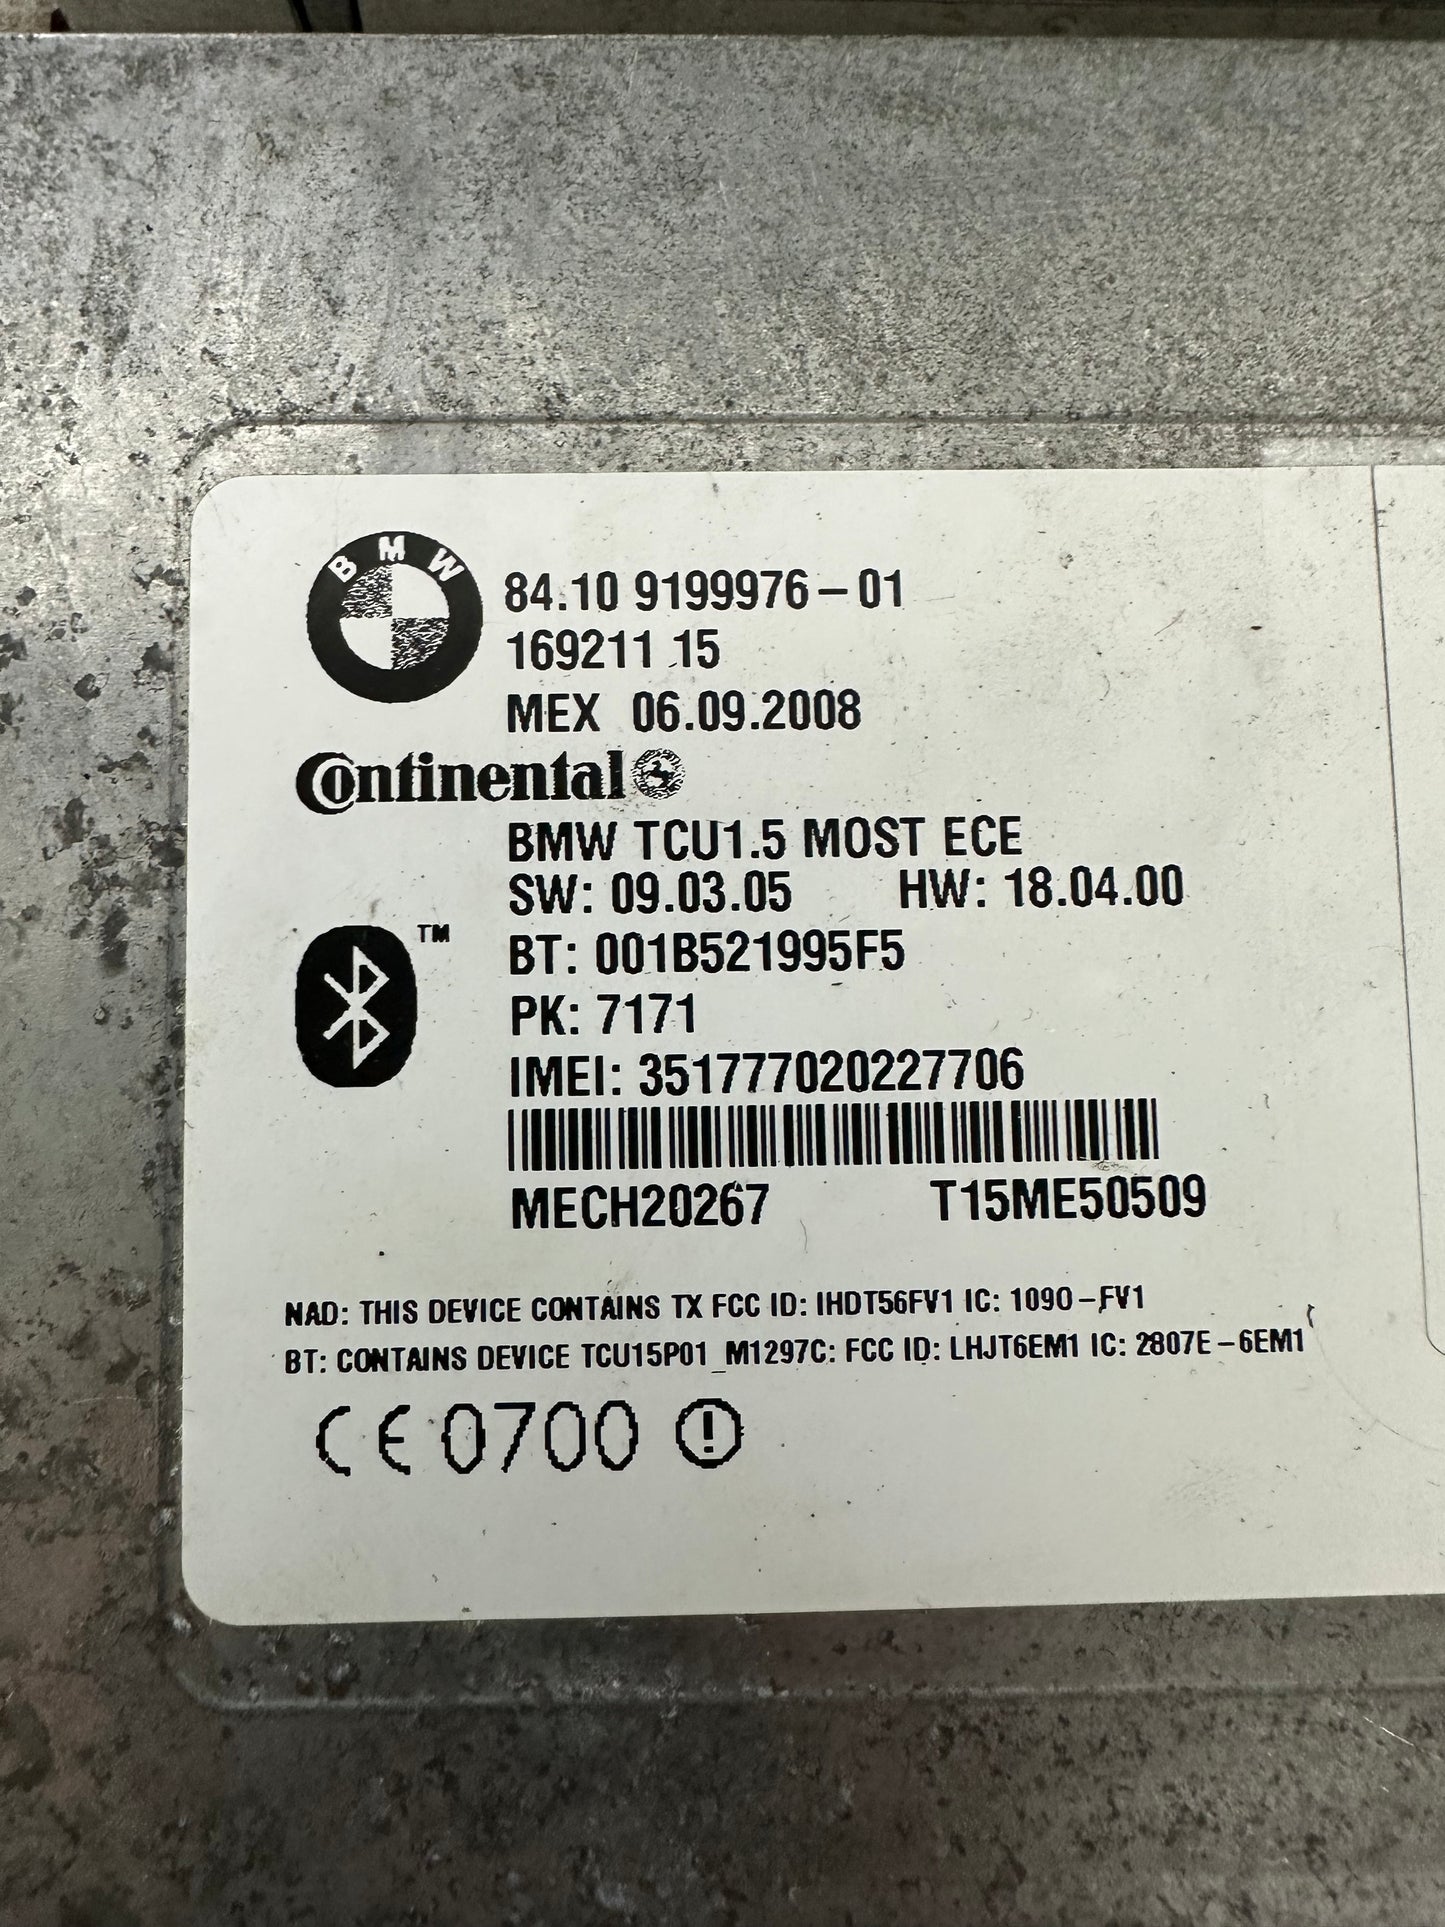 BMW
84.10 9199976-01
169211 15
MEX 06.09.2008
Continental
BMW TCU1.5 MOST ECE
SW: 09.03.05 HW: 18.04.00
TM
BT: 001B521995F5
PK: 7171
IMEI: 351777020227706
MECH20267 T15ME50509
NAD: THIS DEVICE CONTAINS TX FCC ID: IHDT56FV1 IC: 1090-FV1
BT: CONTAINS DEVICE TCU15P01_M1297C: FCC ID: LHJT6EM1 IC: 2807E-6EM1
CE 0700 !